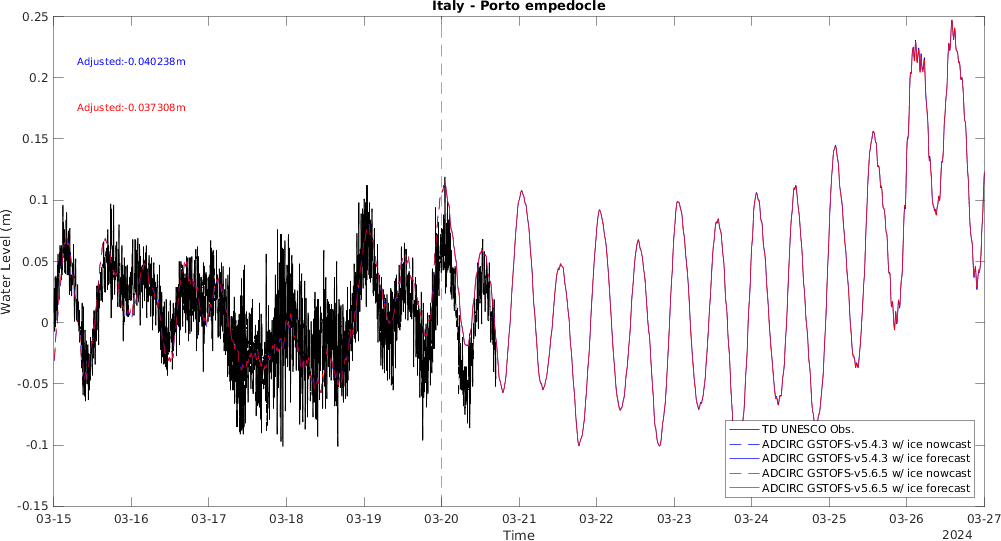 Italy - Porto empedocle
0.25
Adjusted:-0.040238m
0.2
Adjusted:-0.037308m
0.15
0.1
0.05
0
-0.05
-0.1
-0.15
Water Level (m)
TD UNESCO Obs.
ADCIRC GSTOFS-v5.4.3 w/ ice nowcast
ADCIRC GSTOFS-v5.4.3 w/ ice forecast
ADCIRC GSTOFS-v5.6.5 w/ ice nowcast
ADCIRC GSTOFS-v5.6.5 w/ ice forecast
03-15 03-16 03-17 03-18 03-19 03-20 03-21 03-22 03-23 03-24 03-25 03-26 03-27
Time
2024